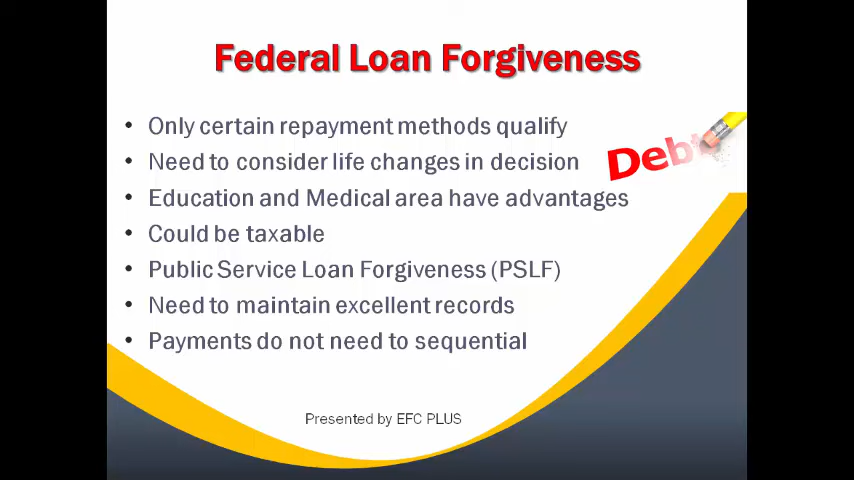 Federal Loan Forgiveness
• Only certain repayment methods qualify
• Need to consider life changes in decision
Debt
• Education and Medical area have advantages
• Could be taxable
• Public Service Loan Forgiveness (PSLF)
• Need to maintain excellent records
• Payments do not need to sequential
Presented by EFC PLUS